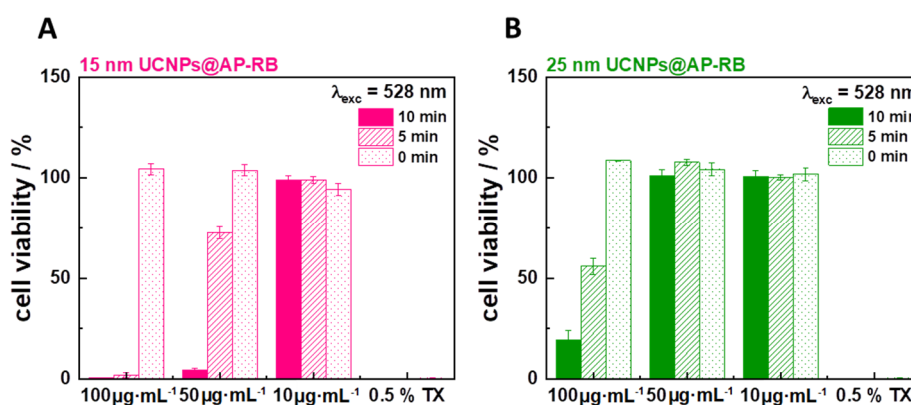 A
15 nm UCNPs@AP-RB
150
100
50
0
cell viability / %
λexc = 528 nm
10 min
5 min
0 min
100µg·mL⁻¹ 50µg·mL⁻¹ 10µg·mL⁻¹ 0.5 % TX
B
25 nm UCNPs@AP-RB
150
100
50
0
cell viability / %
λexc = 528 nm
10 min
5 min
0 min
100µg·mL⁻¹ 50µg·mL⁻¹ 10µg·mL⁻¹ 0.5 % TX